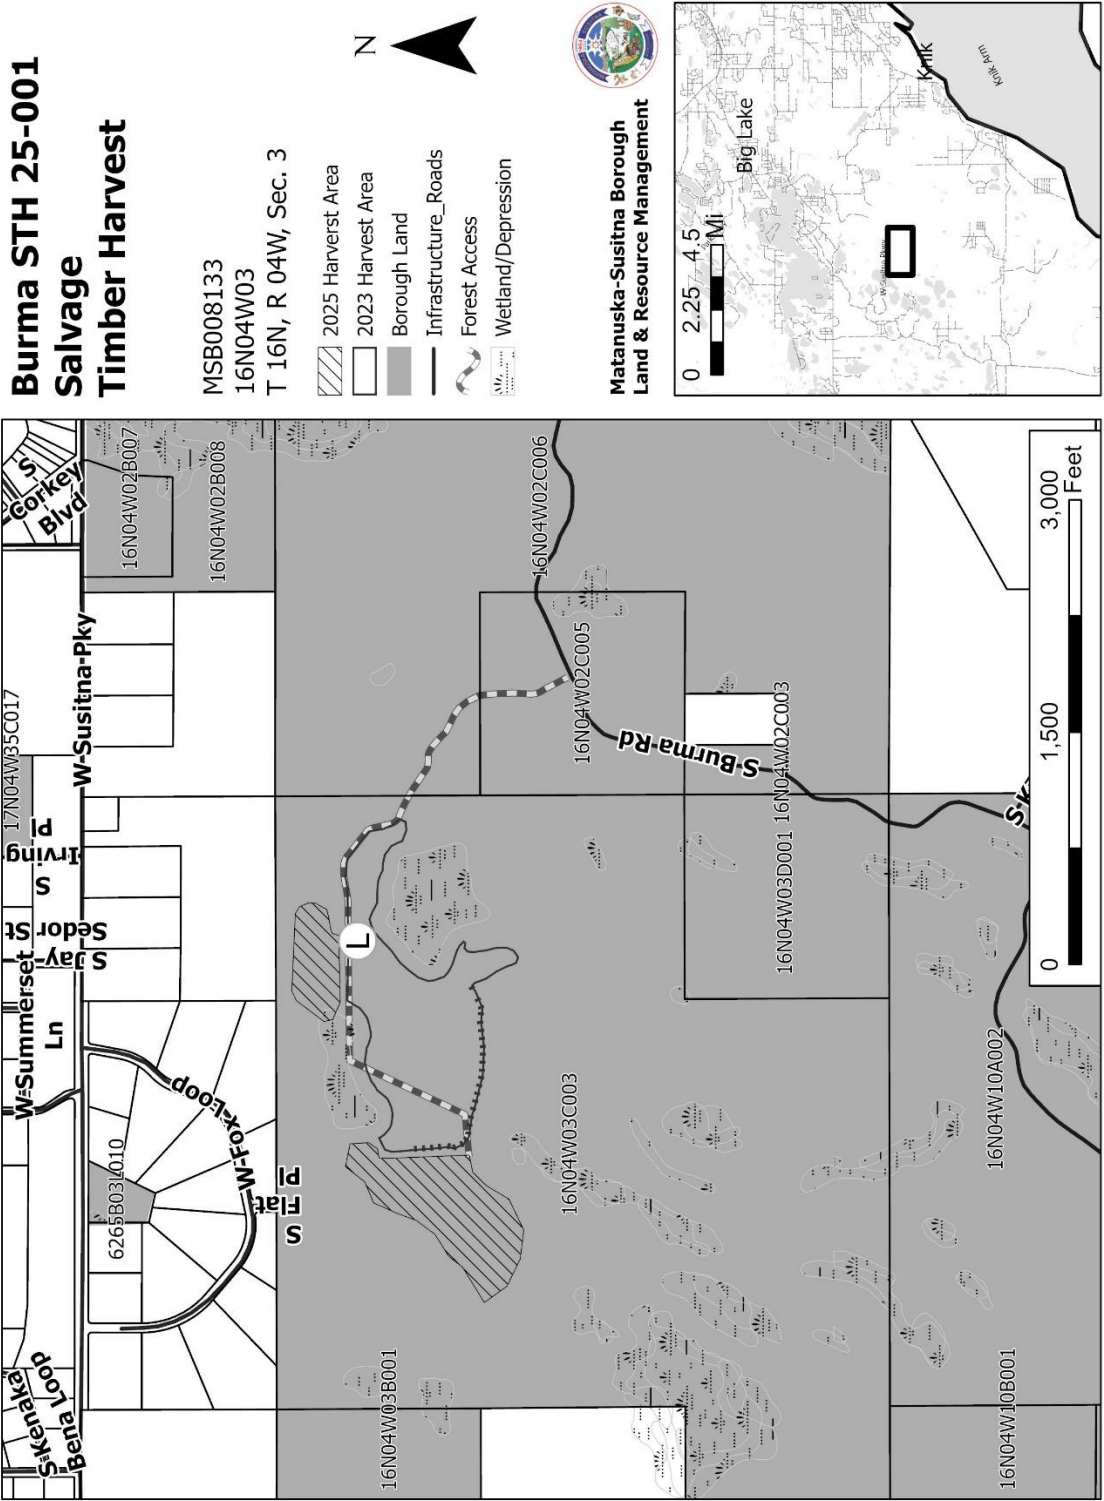 Burma STH 25-001
Salvage
Timber Harvest
MSB008133
16N04W03
T 16N, R 04W, Sec. 3
2025 Harverst Area
2023 Harvest Area
Borough Land
Infrastructure_Roads
Forest Access
Wetland/Depression
N
Matanuska-Susitna Borough
Land & Resource Management
0 2.25 4.5
Mi
Big Lake
Knik
Knik Arm
W-Susitna-Pkwy
S-Kenaka
Bena Loop
W-Summerset
Ln
S Jay
Sedor St
S
Irving
Pl
17N04W35C017
W-Susitna-Pky
S
Corkey
Blvd
6265B03L010
W-Fox-Loop
S
Flat
Pl
16N04W02B007
16N04W02B008
L
16N04W03B001
16N04W03C003
16N04W02C005
16N04W02C006
S-Burma-Rd
16N04W03D001
16N04W02C003
16N04W10B001
16N04W10A002
0 1,500 3,000
Feet